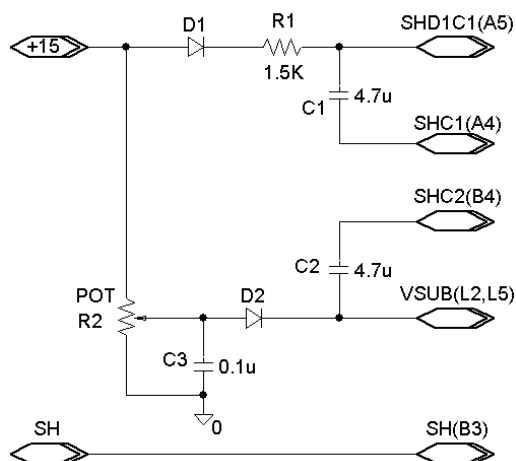 D1
R1
SHD1C1(A5)
+15
1.5K
C1
4.7u
SHC1(A4)
SHC2(B4)
C2
4.7u
POT
R2
D2
VSUB(L2,L5)
C3
0.1u
0
SH
SH(B3)